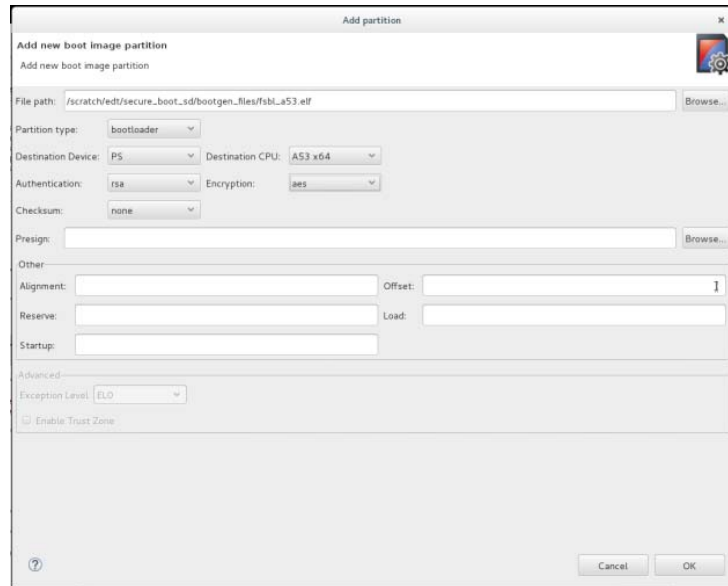 Add partition
x
Add new boot image partition
Add new boot image partition
File path: /scratch/edt/secure_boot_sd/bootgen_files/fsbl_a53.elf Browse...
Partition type: bootloader
Destination Device: PS Destination CPU: A53 x64
Authentication: rsa Encryption: aes
Checksum: none
Presign: Browse...
Other
Alignment: Offset:
Reserve: Load:
Startup:
Advanced
Exception Level EL0
Enable Trust Zone
? Cancel OK